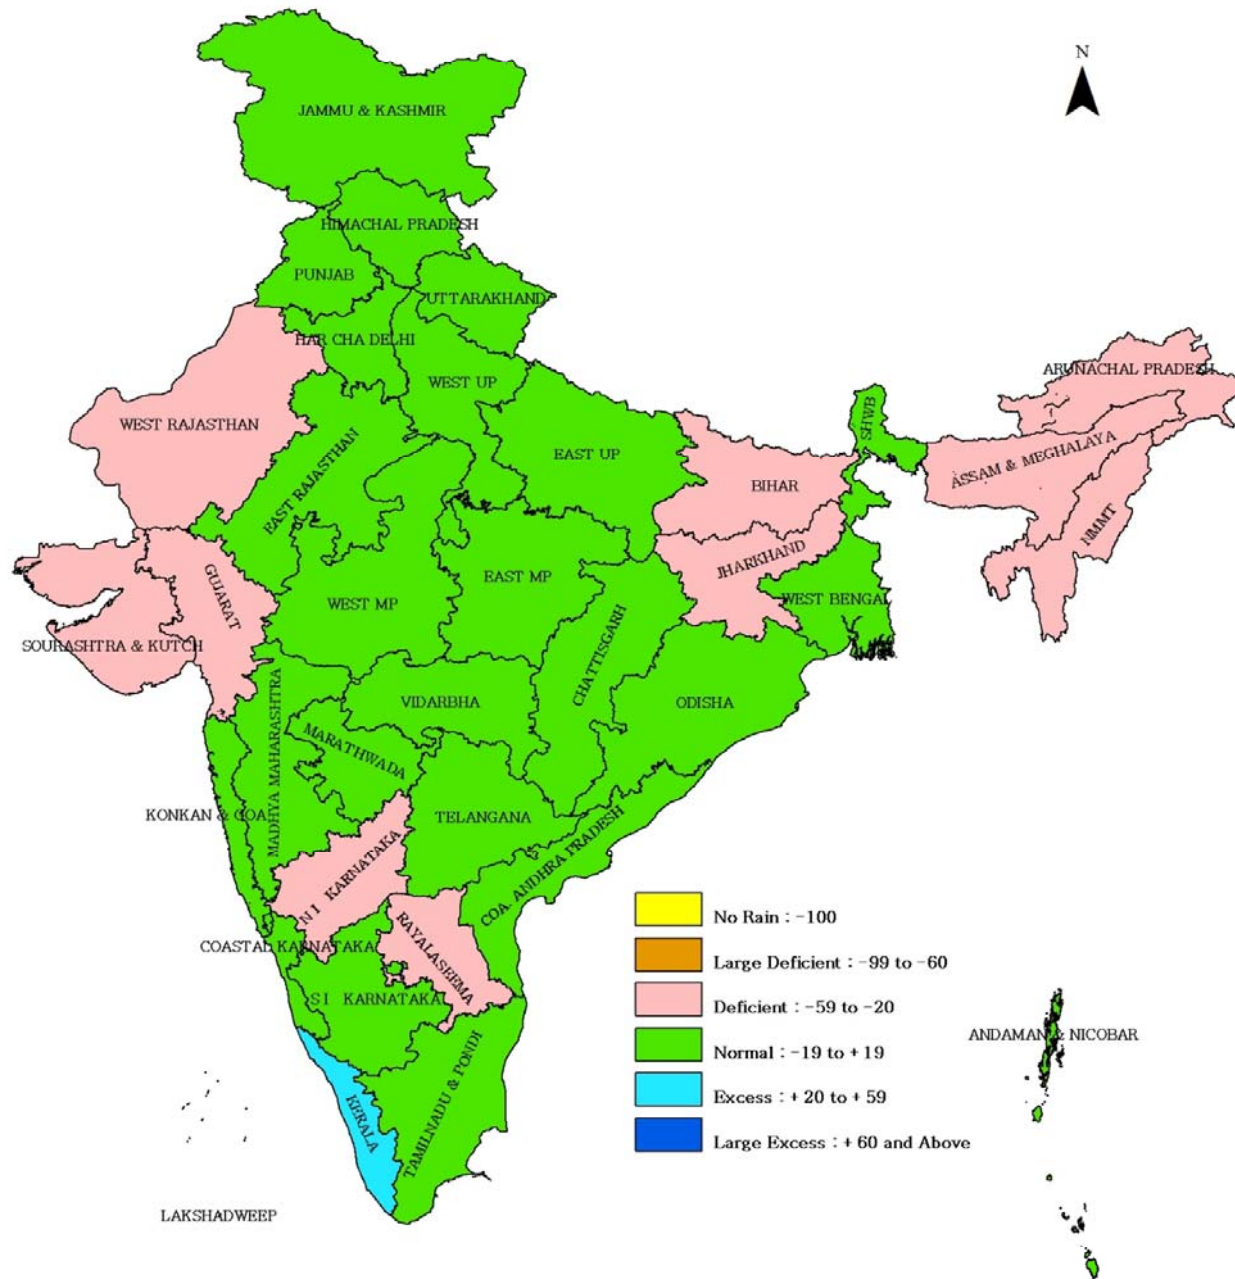 N
JAMMU & KASHMIR
HIMACHAL PRADESH
PUNJAB
UTTARAKHAND
HAR CHA DELHI
WEST UP
WEST RAJASTHAN
EAST RAJASTHAN
EAST UP
BIHAR
SHWB
ARUNACHAL PRADESH
ASSAM & MEGHALAYA
NMMT
JHARKHAND
WEST BENGAL
GUJARAT
SOURASHTRA & KUTCH
WEST MP
EAST MP
CHATTISGARH
ODISHA
VIDARBHA
MADHYA MAHARASHTRA
MARATHWADA
KONKAN & GOA
TELANGANA
COA. ANDHRA PRADESH
N I KARNATAKA
RAYALASEEMA
COASTAL KARNATAKA
S I KARNATAKA
TAMILNADU & PONDI
KERALA
LAKSHADWEEP
ANDAMAN & NICOBAR
No Rain : -100
Large Deficient : -99 to -60
Deficient : -59 to -20
Normal : -19 to +19
Excess : +20 to +59
Large Excess : +60 and Above